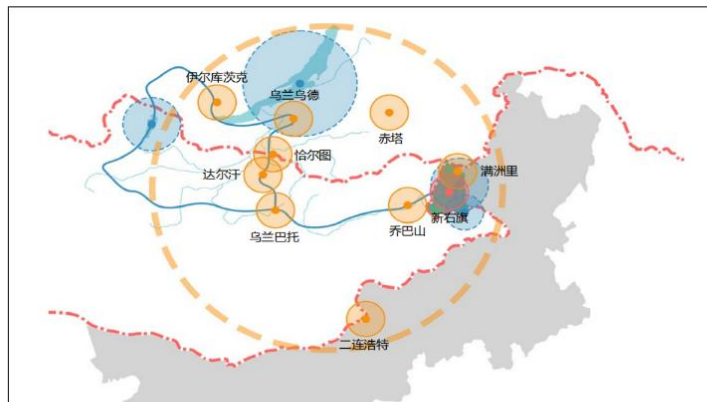 伊尔库茨克
乌兰乌德
赤塔
恰尔图
达尔汗
满洲里
新右旗
乌兰巴托
乔巴山
二连浩特